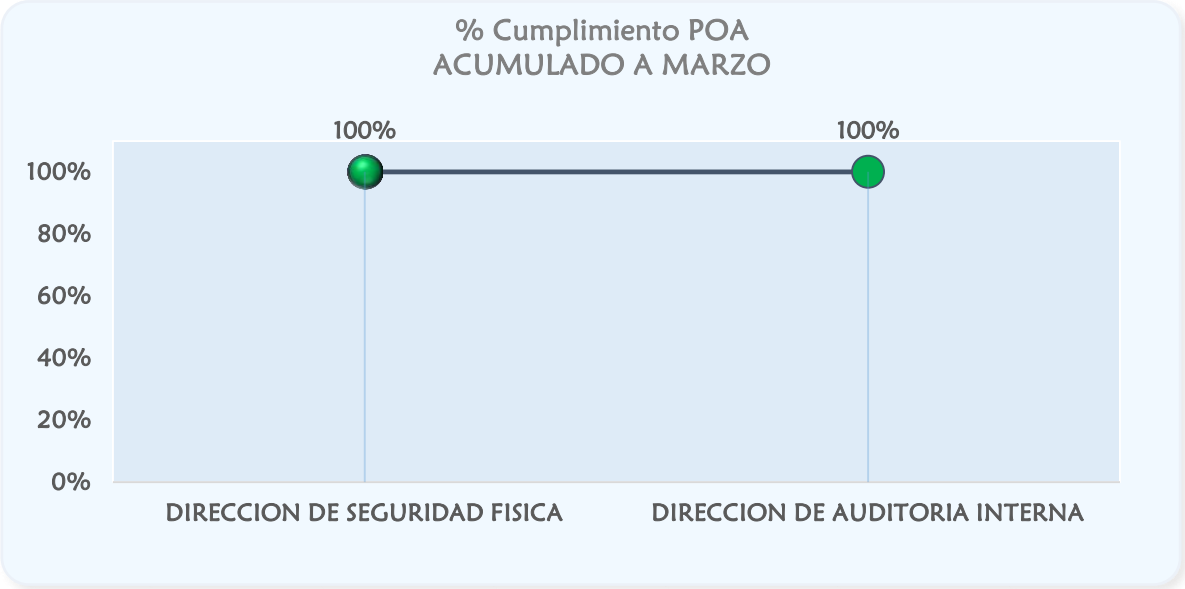 % Cumplimiento POA
ACUMULADO A MARZO
100%
100%
100%
80%
60%
40%
20%
0%
DIRECCION DE SEGURIDAD FISICA
DIRECCION DE AUDITORIA INTERNA